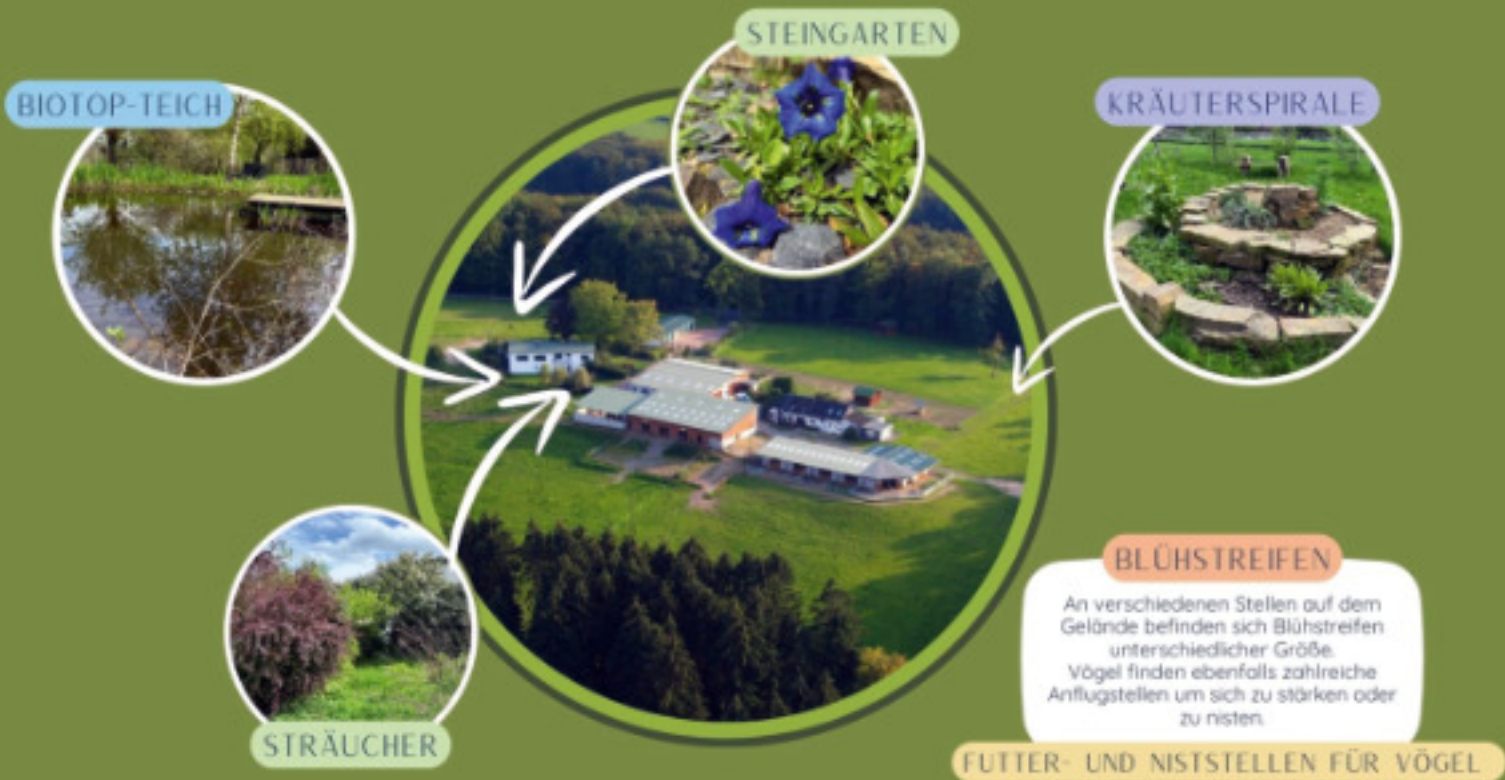 STEINGARTEN
BIOTOP-TEICH
KRÄUTERSPIRALE
STRÄUCHER
BLÜHSTREIFEN
An verschiedenen Stellen auf dem
Gelände befinden sich Blühstreifen
unterschiedlicher Größe.
Vögel finden ebenfalls zahlreiche
Anflugstellen um sich zu stärken oder
zu nisten.
FUTTER- UND NISTSTELLEN FÜR VÖGEL